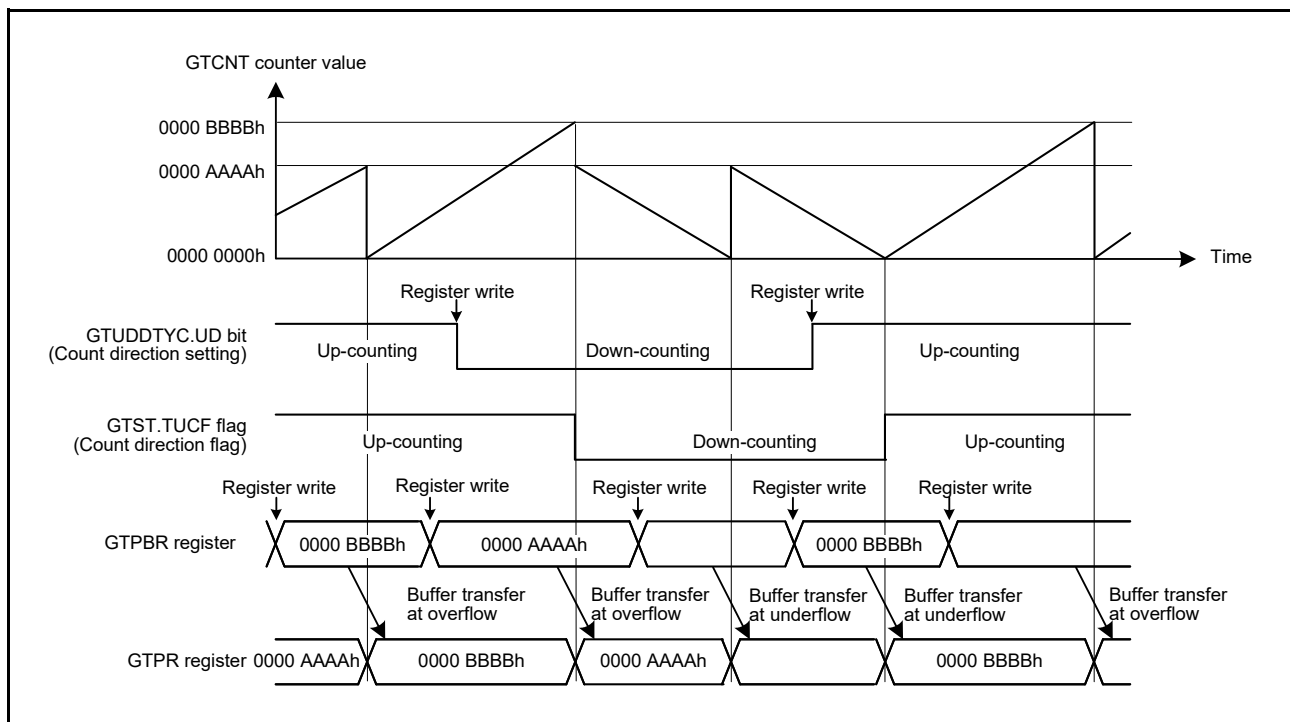 GTCNT counter value
0000 BBBBh
0000 AAAAh
0000 0000h
Time
Register write
Register write
GTUDDTYC.UD bit
(Count direction setting)
Up-counting
Down-counting
Up-counting
GTST.TUCF flag
(Count direction flag)
Up-counting
Down-counting
Up-counting
Register write
Register write
Register write
Register write
Register write
GTPBR register
0000 BBBBh
0000 AAAAh
0000 BBBBh
Buffer transfer
at overflow
Buffer transfer
at overflow
Buffer transfer
at underflow
Buffer transfer
at underflow
Buffer transfer
at overflow
GTPR register
0000 AAAAh
0000 BBBBh
0000 AAAAh
0000 BBBBh